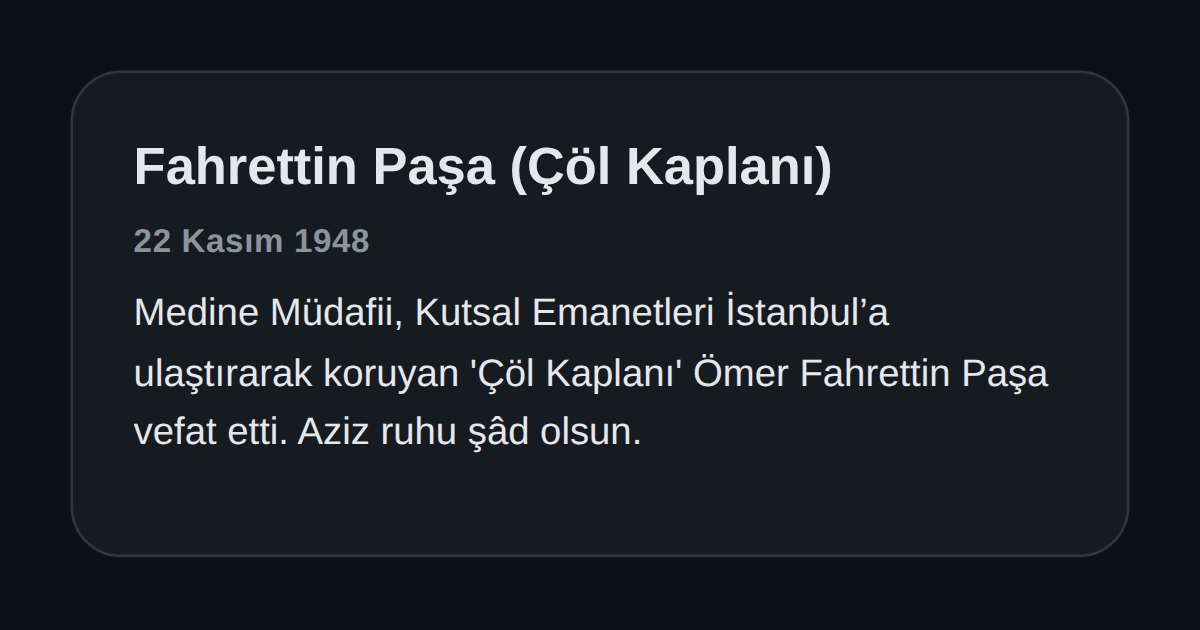 Fahrettin Paşa (Çöl Kaplanı)
22 Kasım 1948
Medine Müdafii, Kutsal Emanetleri İstanbul’a
ulaştırarak koruyan 'Çöl Kaplanı' Ömer Fahrettin Paşa
vefat etti. Aziz ruhu şâd olsun.